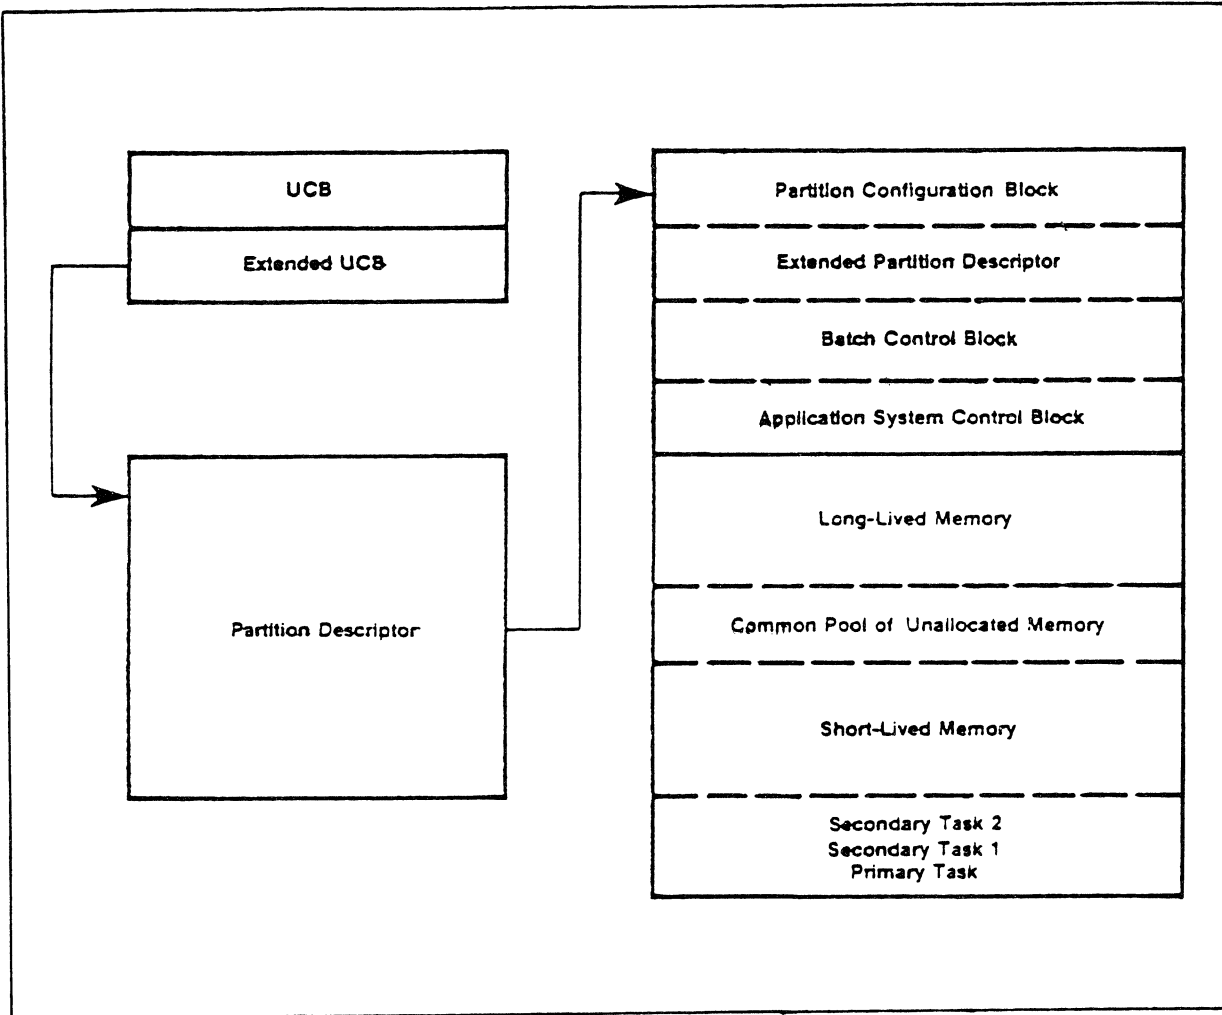 UCB
Extended UCB
Partition Descriptor
Partition Configuration Block
Extended Partition Descriptor
Batch Control Block
Application System Control Block
Long-Lived Memory
Common Pool of Unallocated Memory
Short-Lived Memory
Secondary Task 2
Secondary Task 1
Primary Task